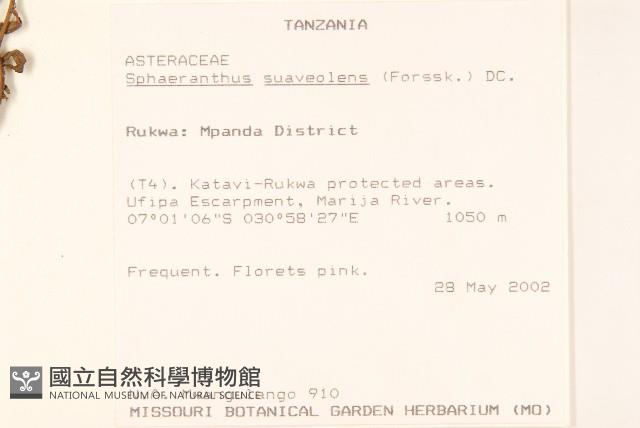 TANZANIA
ASTERACEAE
Sphaeranthus suaveolens (Forssk.) DC.
Rukwa: Mpanda District
(T4). Katavi-Rukwa protected areas.
Ufipa Escarpment, Marija River.
07°01'06"S 030°58'27"E 1050 m
Frequent. Florets pink.
28 May 2002
國立自然科學博物館
NATIONAL MUSEUM OF NATURAL SCIENCE
910
MISSOURI BOTANICAL GARDEN HERBARIUM (MO)